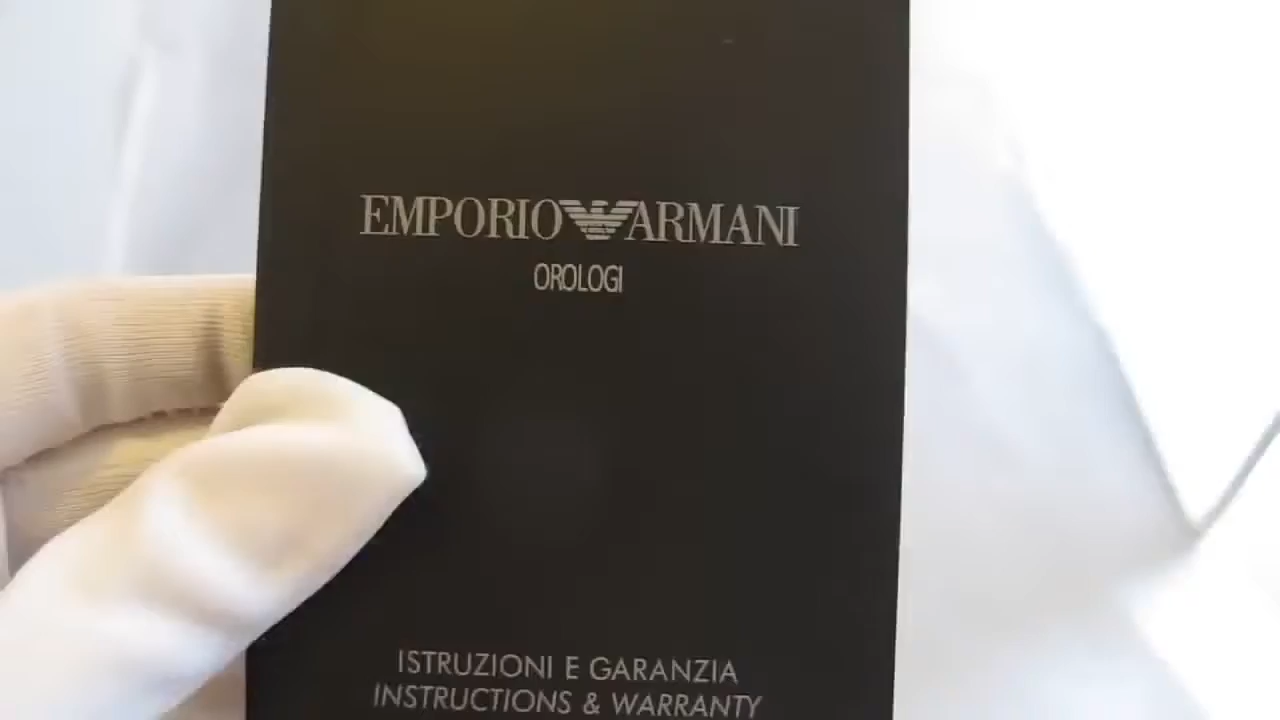 EMPORIO ARMANI
OROLOGI
ISTRUZIONI E GARANZIA
INSTRUCTIONS & WARRANTY